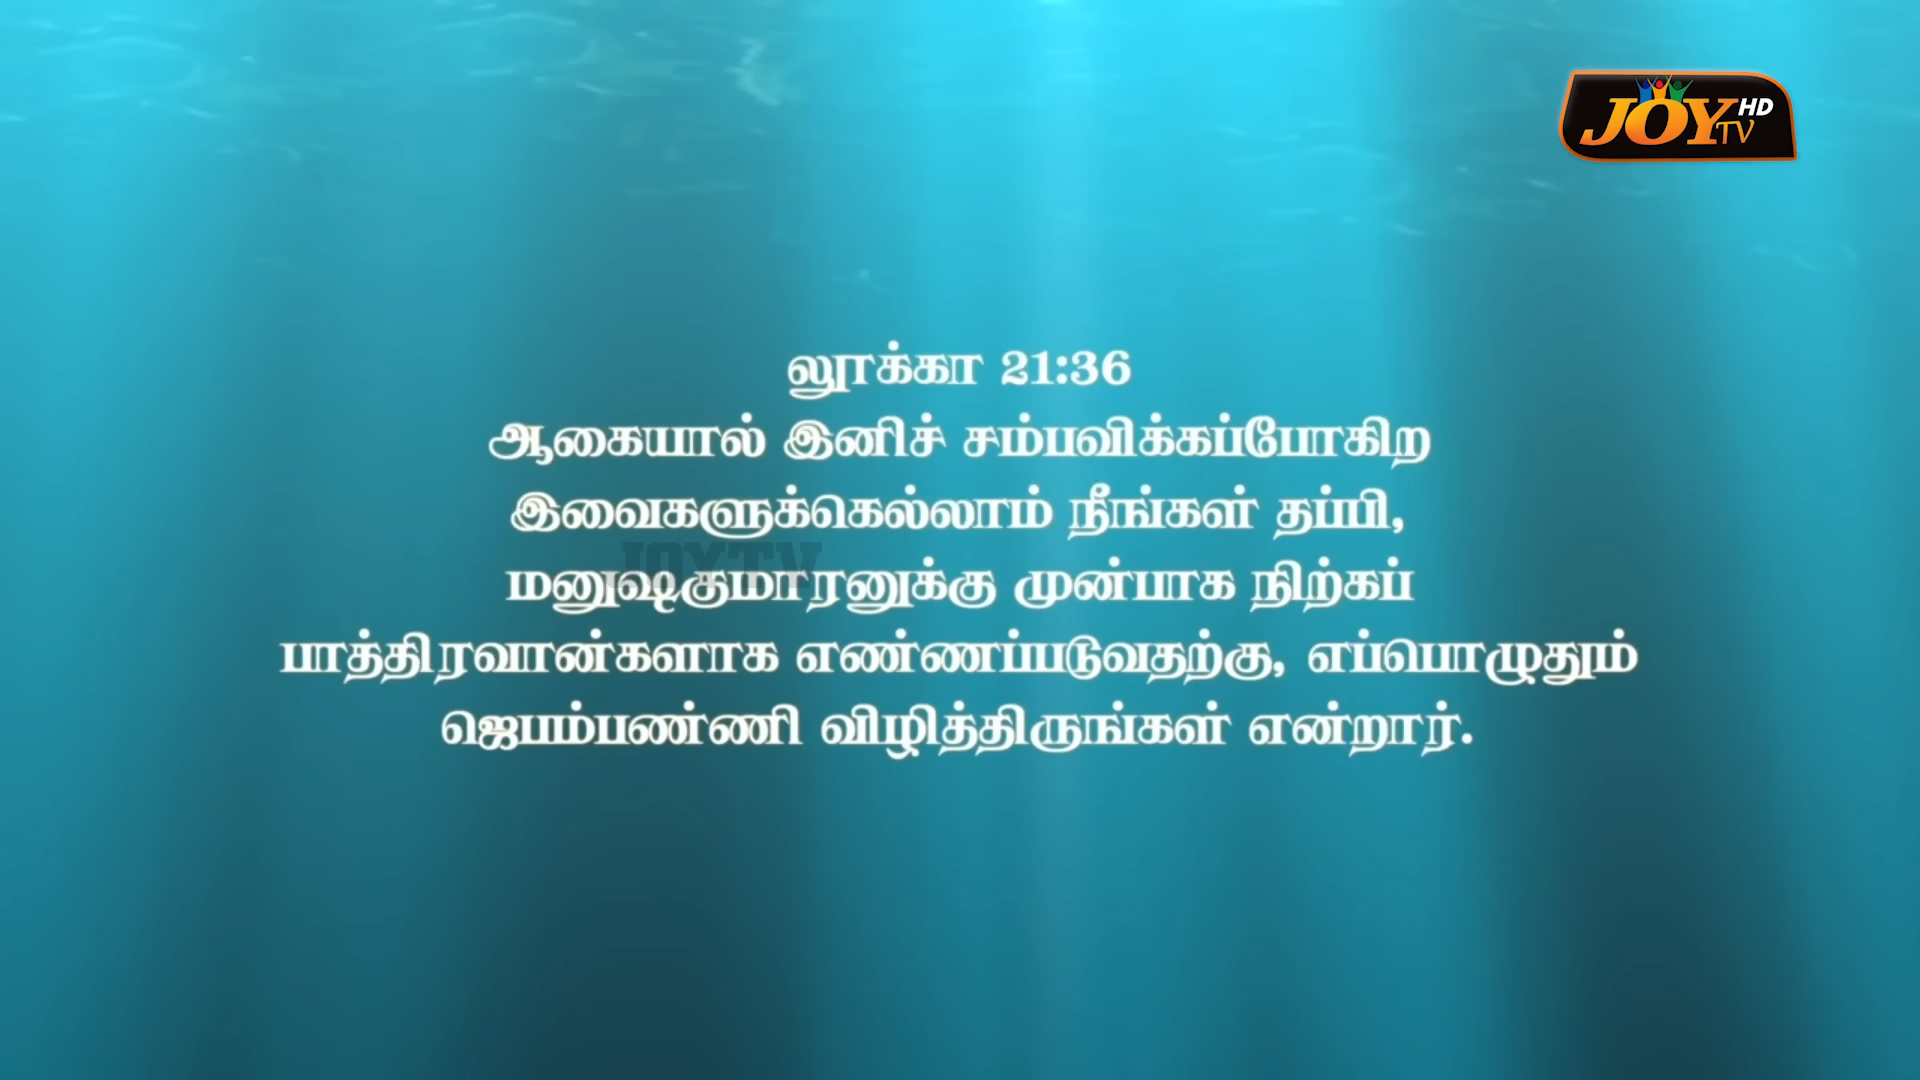 JOY TV HD
லூக்கா 21:36
ஆகையால் இனிச் சம்பவிக்கப்போகிற
இவைகளுக்கெல்லாம் நீங்கள் தப்பி,
JOYTV
மனுஷகுமாரனுக்கு முன்பாக நிற்கப்
பாத்திரவான்களாக எண்ணப்படுவதற்கு, எப்பொழுதும்
ஜெபம்பண்ணி விழித்திருங்கள் என்றார்.